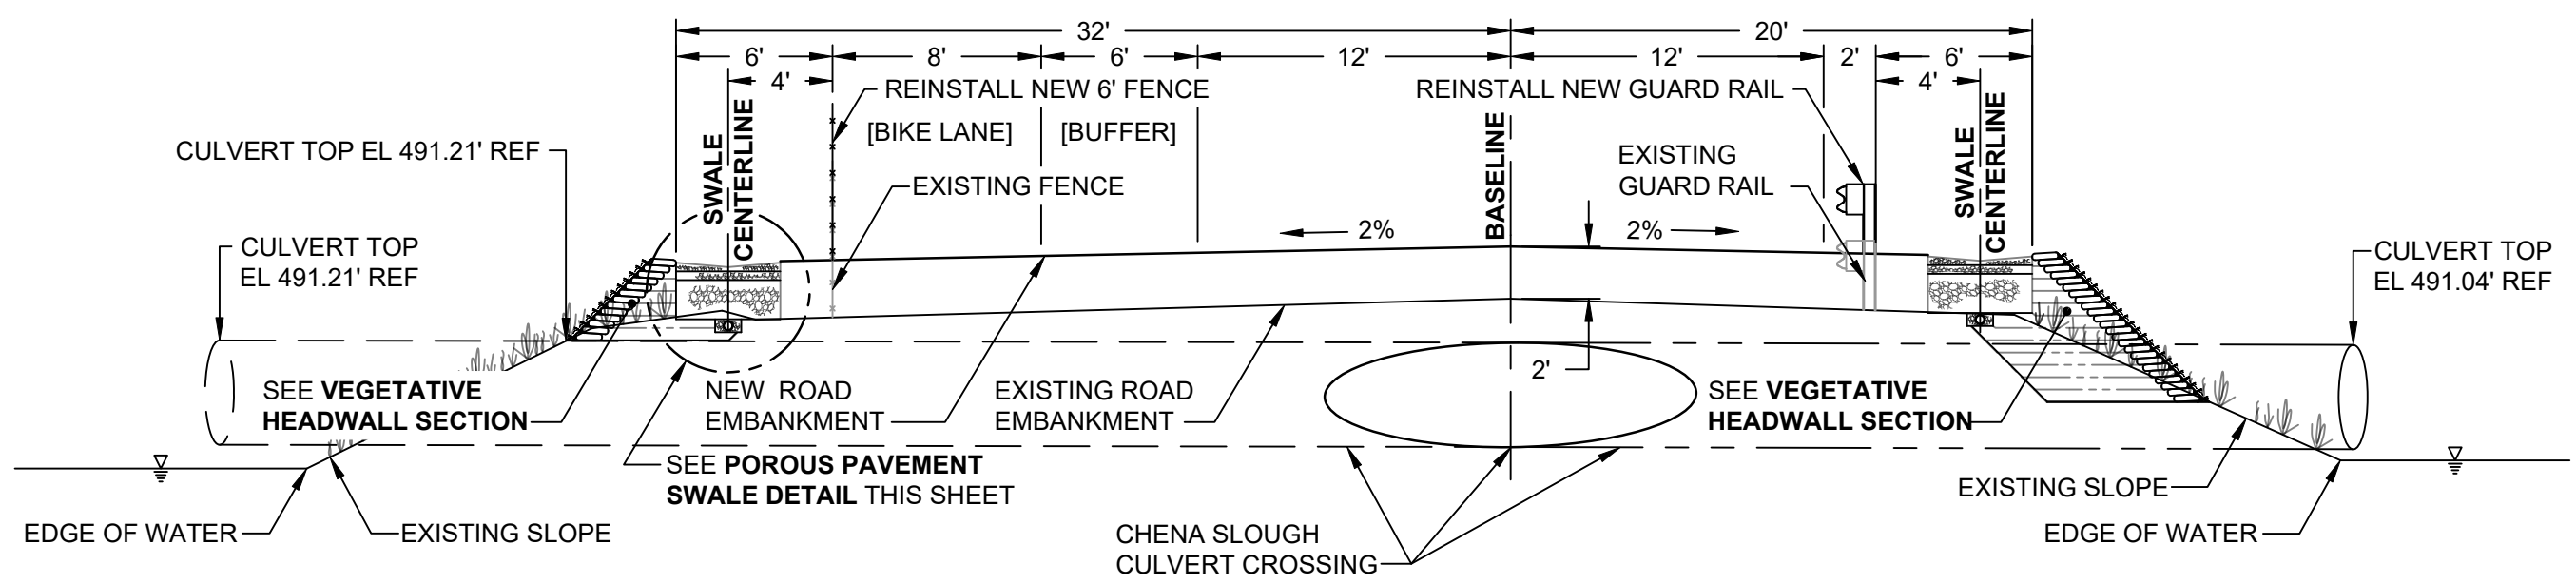 32'
20'
6'
8'
6'
12'
12'
2'
6'
4'
4'
REINSTALL NEW 6' FENCE
REINSTALL NEW GUARD RAIL
[BIKE LANE]
[BUFFER]
SWALE
CENTERLINE
BASELINE
SWALE
CENTERLINE
CULVERT TOP EL 491.21' REF
EXISTING FENCE
EXISTING
GUARD RAIL
2%
2%
CULVERT TOP
EL 491.21' REF
CULVERT TOP
EL 491.04' REF
2'
SEE VEGETATIVE
HEADWALL SECTION
NEW ROAD
EMBANKMENT
EXISTING ROAD
EMBANKMENT
SEE VEGETATIVE
HEADWALL SECTION
SEE POROUS PAVEMENT
SWALE DETAIL THIS SHEET
EXISTING SLOPE
EDGE OF WATER
EXISTING SLOPE
CHENA SLOUGH
CULVERT CROSSING
EDGE OF WATER